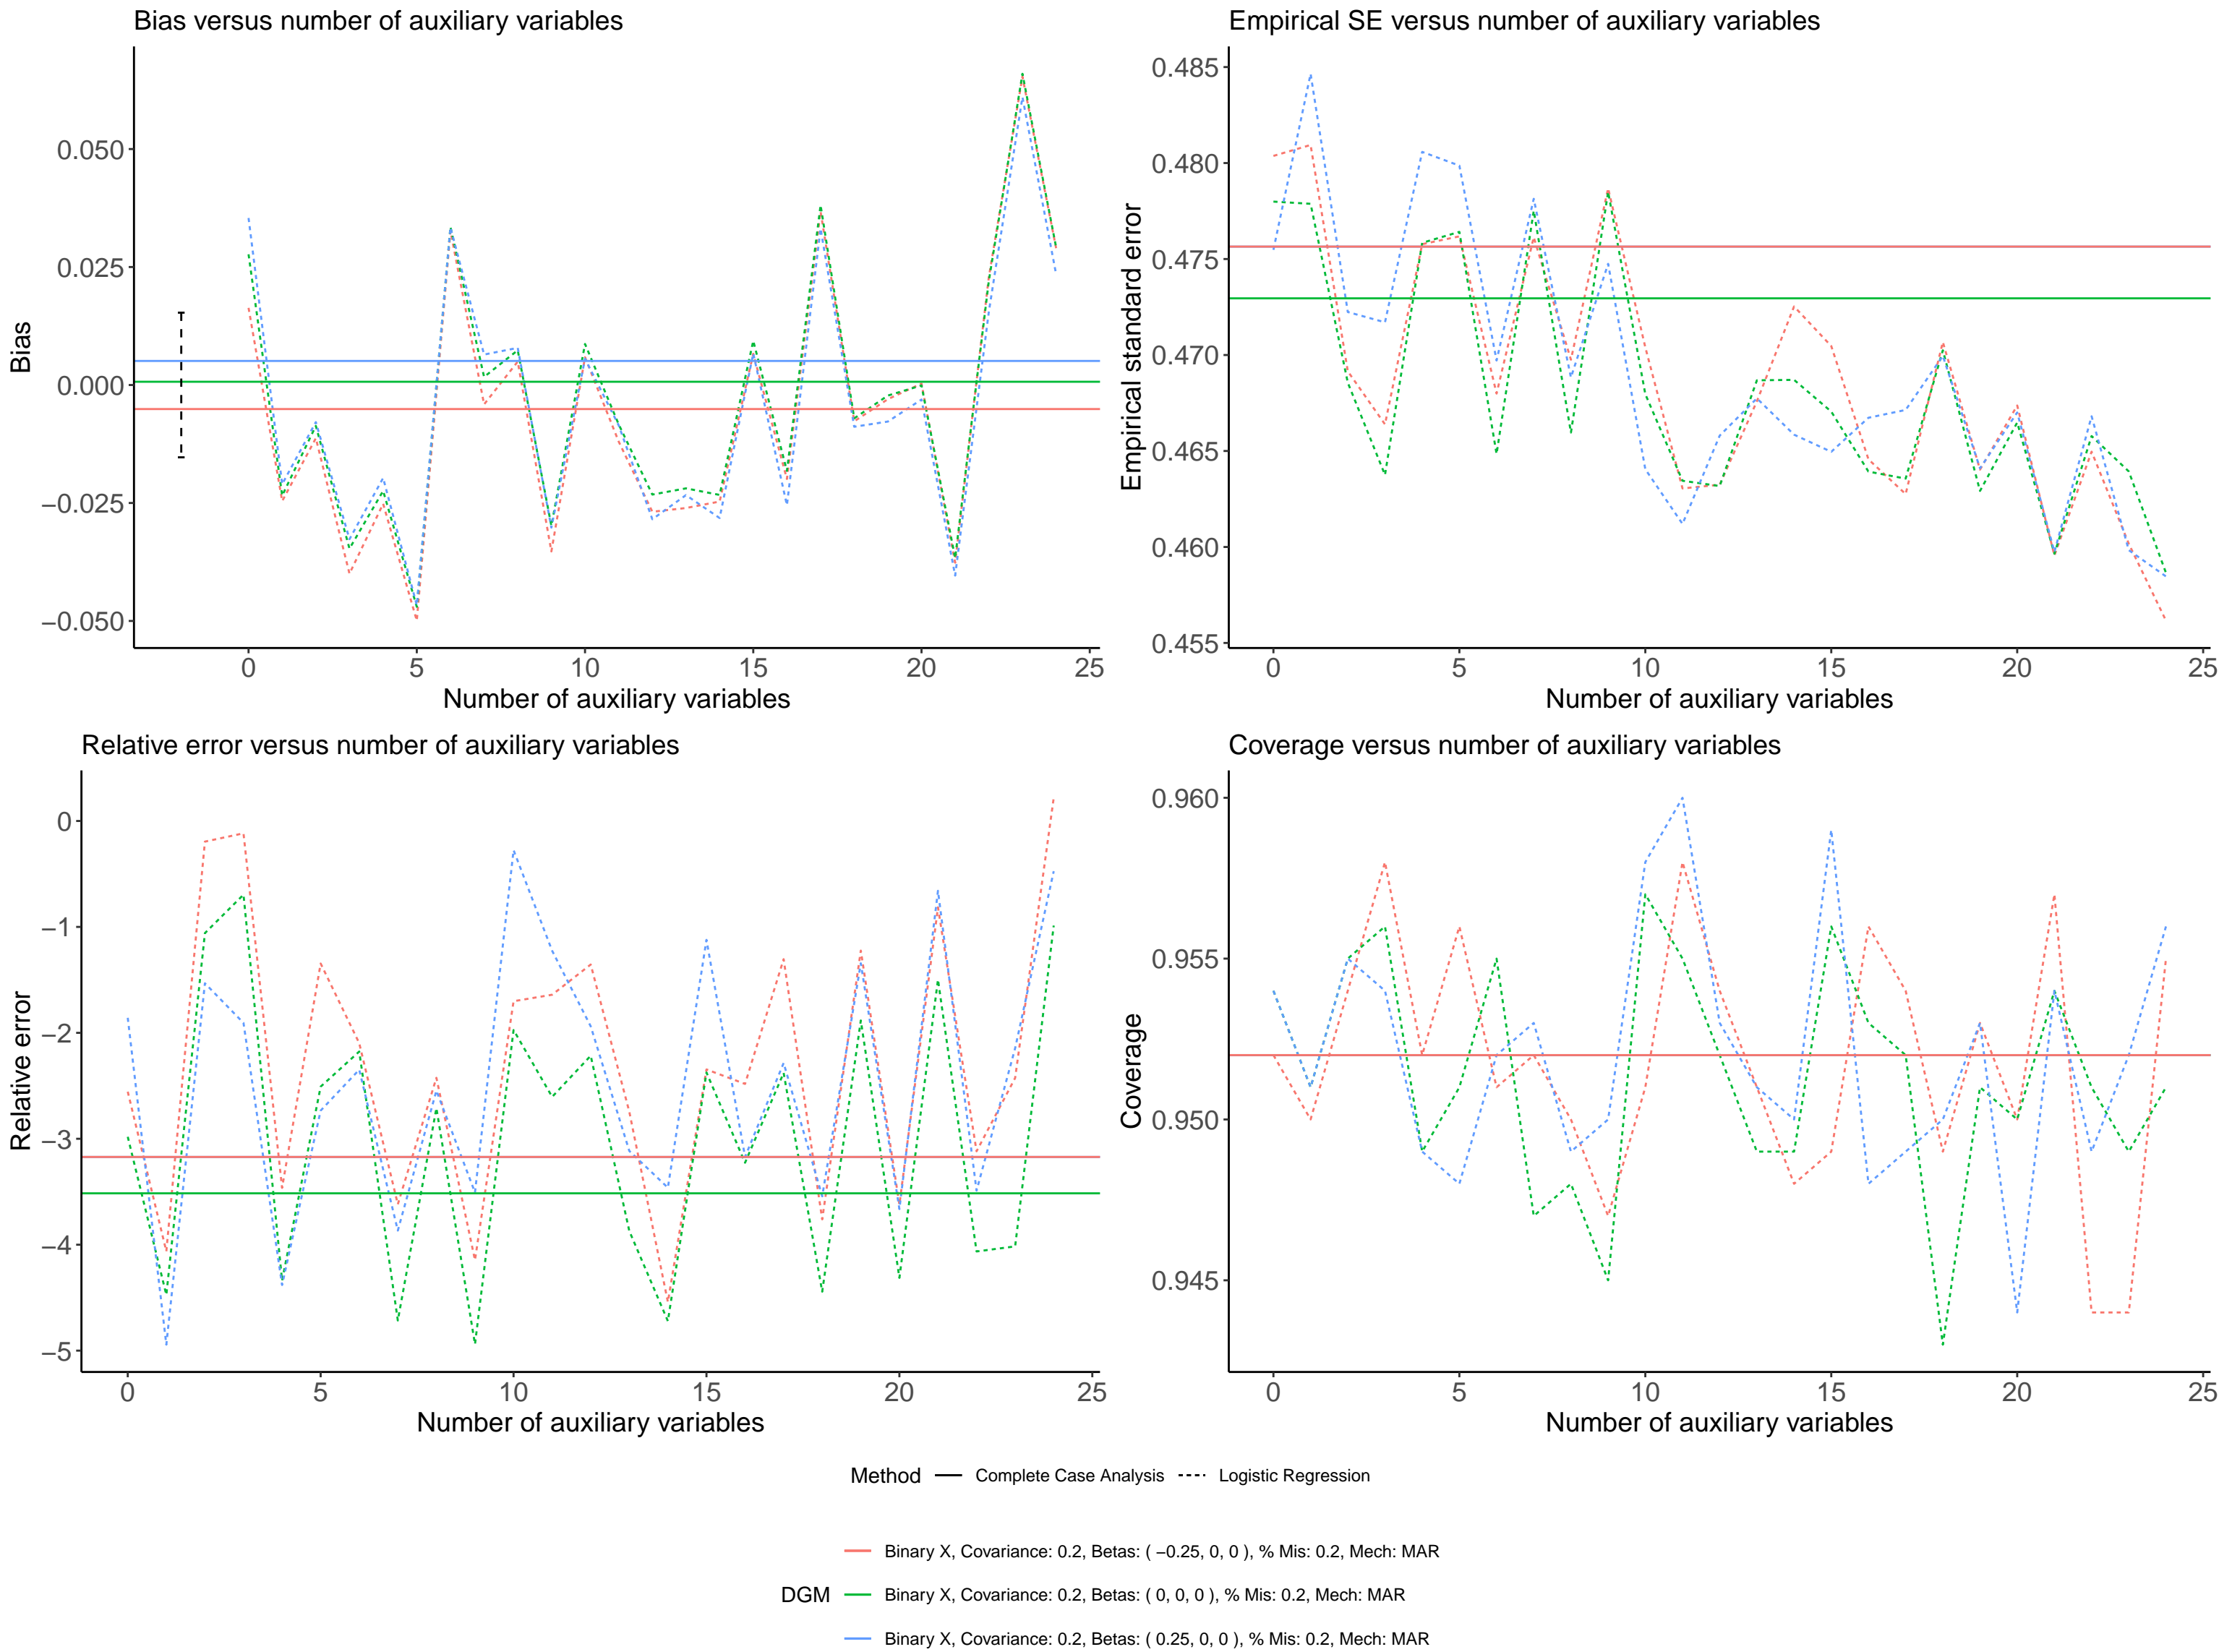 Bias versus number of auxiliary variables
Bias
0.050
0.025
0.000
−0.025
−0.050
0 5 10 15 20 25
Number of auxiliary variables
Empirical SE versus number of auxiliary variables
Empirical standard error
0.485
0.480
0.475
0.470
0.465
0.460
0.455
0 5 10 15 20 25
Number of auxiliary variables
Relative error versus number of auxiliary variables
Relative error
0
−1
−2
−3
−4
−5
0 5 10 15 20 25
Number of auxiliary variables
Coverage versus number of auxiliary variables
Coverage
0.960
0.955
0.950
0.945
0 5 10 15 20 25
Number of auxiliary variables
Method Complete Case Analysis Logistic Regression
DGM
Binary X, Covariance: 0.2, Betas: ( −0.25, 0, 0 ), % Mis: 0.2, Mech: MAR
Binary X, Covariance: 0.2, Betas: ( 0, 0, 0 ), % Mis: 0.2, Mech: MAR
Binary X, Covariance: 0.2, Betas: ( 0.25, 0, 0 ), % Mis: 0.2, Mech: MAR